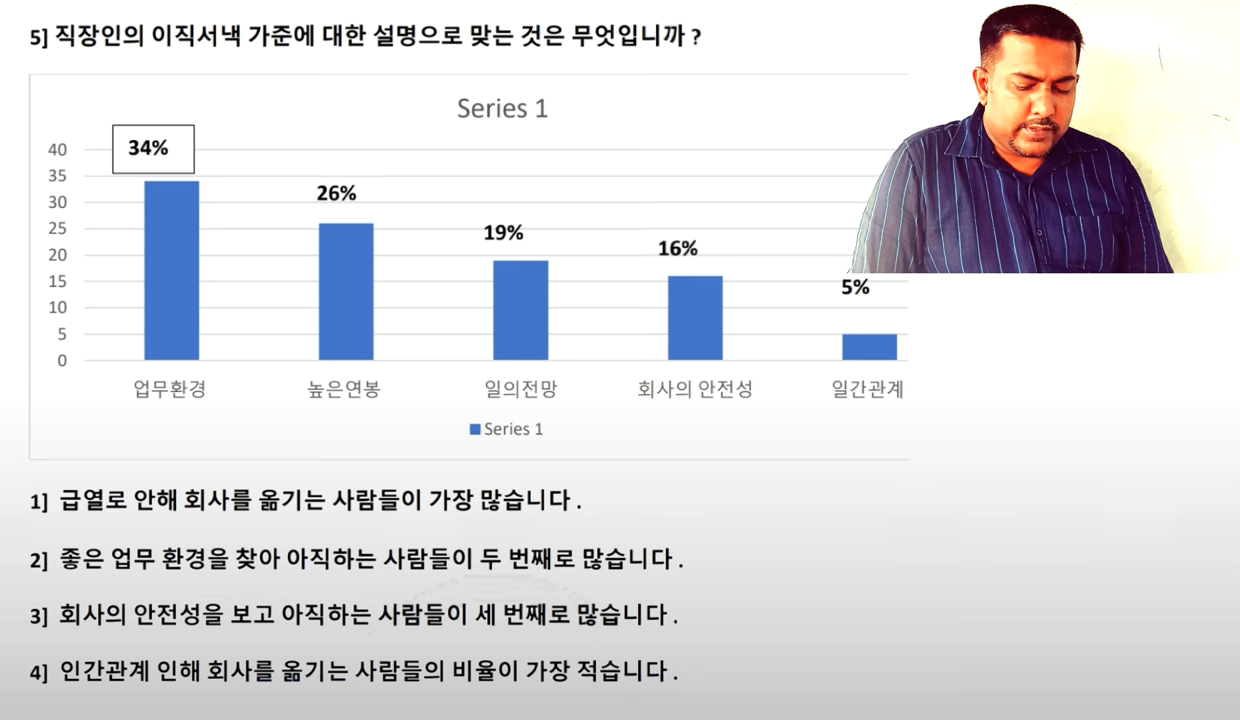 5] 직장인의 이직서낵 가준에 대한 설명으로 맞는 것은 무엇입니까 ?
Series 1
40
35
30
25
20
15
10
5
0
34%
26%
19%
16%
5%
업무환경 높은연봉 일의전망 회사의 안전성 일간관계
Series 1
1] 급열로 안해 회사를 옮기는 사람들이 가장 많습니다 .
2] 좋은 업무 환경을 찾아 아직하는 사람들이 두 번째로 많습니다 .
3] 회사의 안전성을 보고 아직하는 사람들이 세 번째로 많습니다 .
4] 인간관계 인해 회사를 옮기는 사람들의 비율이 가장 적습니다 .